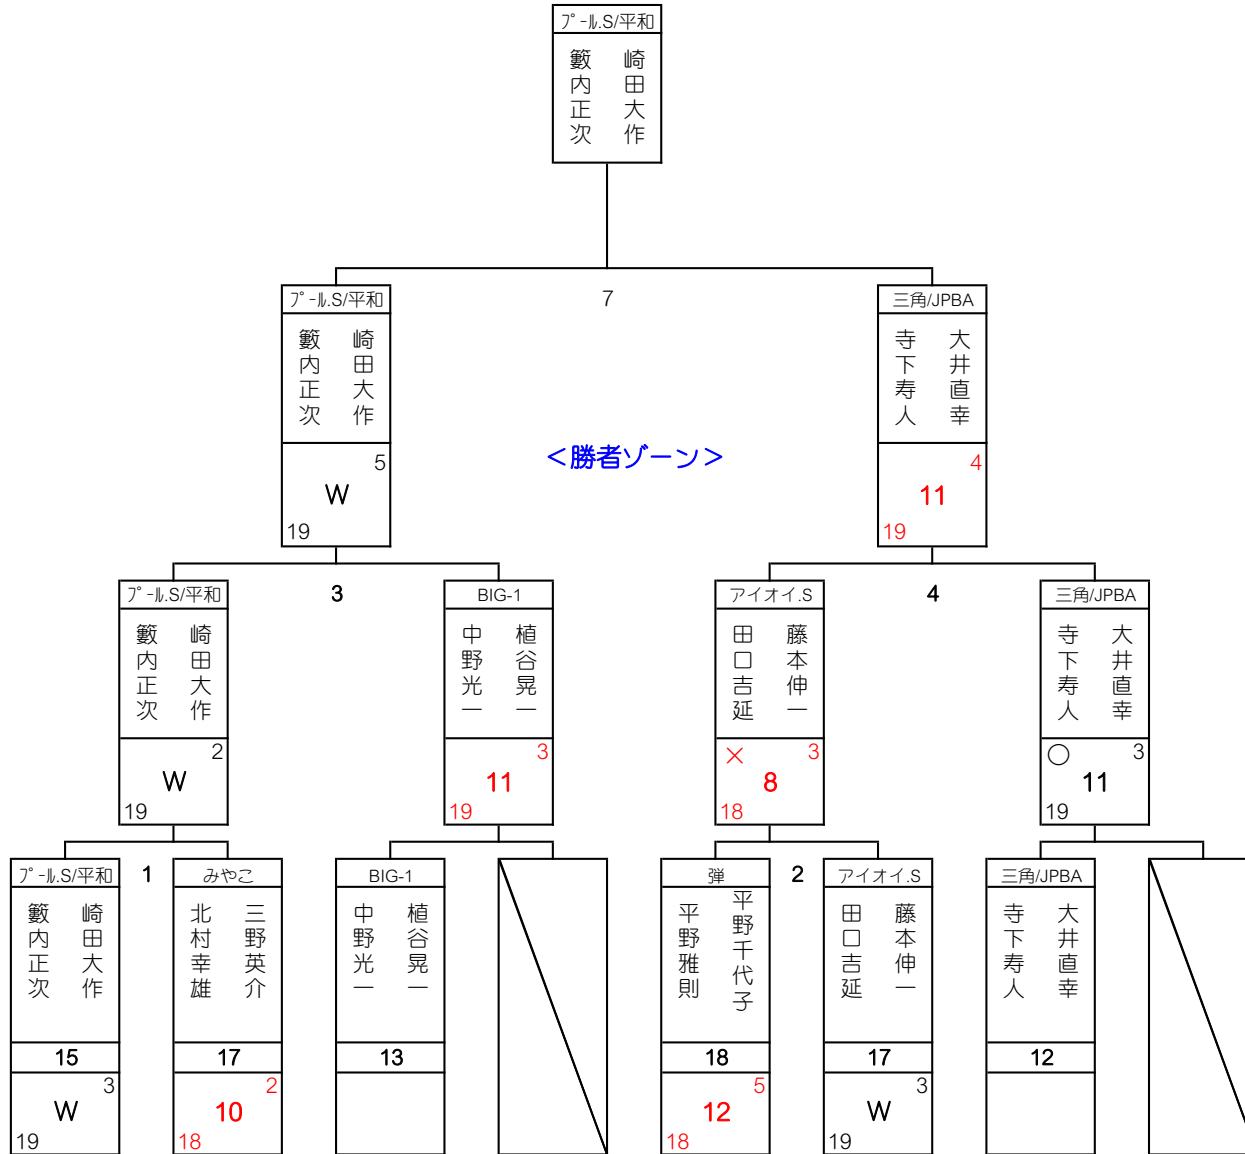 ﾌﾟｰﾙ.S/平和
籔内正次
崎田大作
7
ﾌﾟｰﾙ.S/平和
籔内正次
崎田大作
5
W
19
<勝者ゾーン>
三角/JPBA
寺下寿人
大井直幸
4
11
19
3
4
ﾌﾟｰﾙ.S/平和
籔内正次
崎田大作
2
W
19
BIG-1
中野光一
植谷晃一
3
11
19
アイオイ.S
田口吉延
藤本伸一
× 3
8
18
三角/JPBA
寺下寿人
大井直幸
○ 3
11
19
1
2
ﾌﾟｰﾙ.S/平和
籔内正次
崎田大作
15
3
W
19
みやこ
北村幸雄
三野英介
17
2
10
18
BIG-1
中野光一
植谷晃一
13
弾
平野雅則
平野千代子
18
5
12
18
アイオイ.S
田口吉延
藤本伸一
17
3
W
19
三角/JPBA
寺下寿人
大井直幸
12